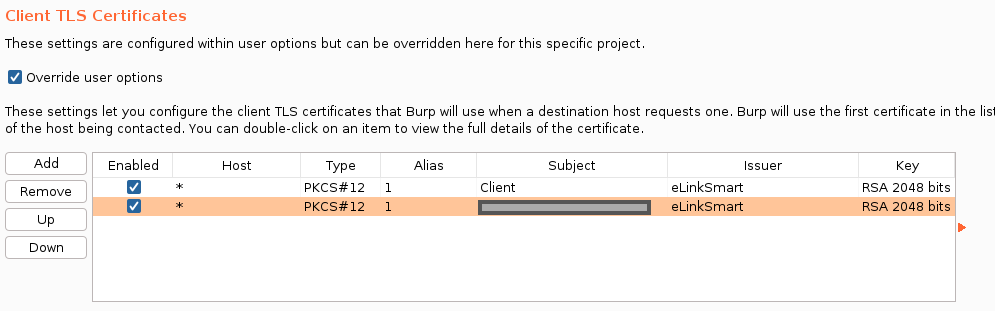 Client TLS Certificates
These settings are configured within user options but can be overridden here for this specific project.
Override user options
These settings let you configure the client TLS certificates that Burp will use when a destination host requests one. Burp will use the first certificate in the list
of the host being contacted. You can double-click on an item to view the full details of the certificate.
Add
Remove
Up
Down
Enabled Host Type Alias Subject Issuer Key
* PKCS#12 1 Client eLinkSmart RSA 2048 bits
* PKCS#12 1 eLinkSmart RSA 2048 bits